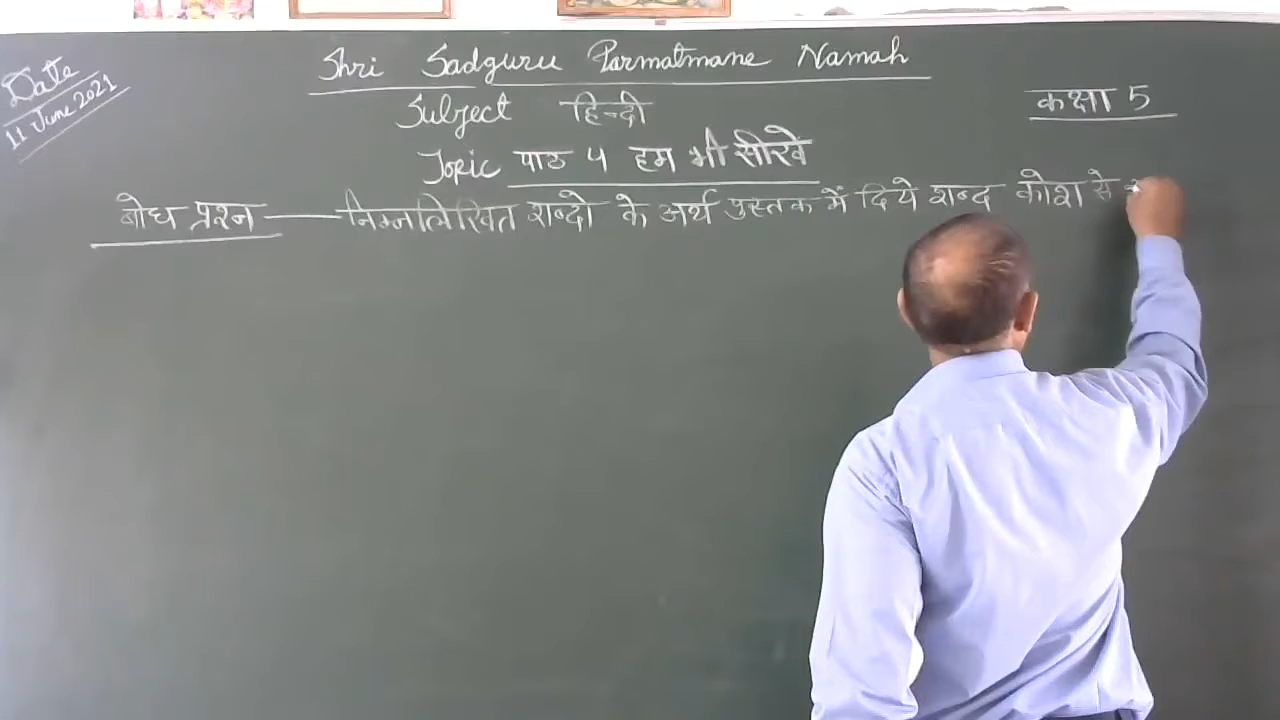 Date
11 June 2021
Shri Sadguru Parmatmane Namah
Subject हिन्दी
कक्षा 5
Topic पाठ 4 हम भी सीखें
बोध प्रश्न — निम्नलिखित शब्दो के अर्थ पुस्तक में दिये शब्द कोश से